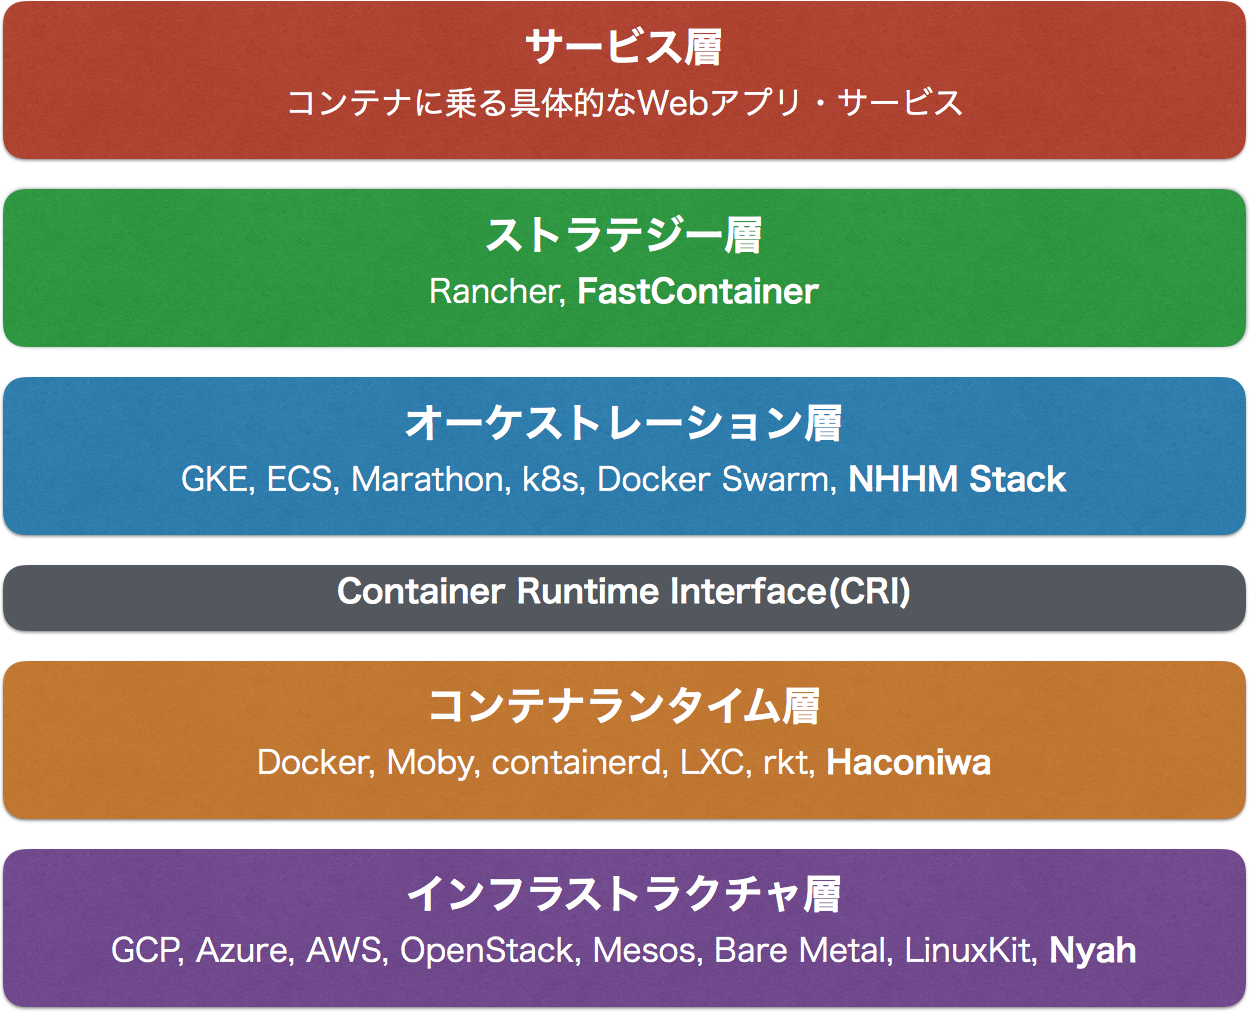 サービス層
コンテナに乗る具体的なWebアプリ・サービス
ストラテジー層
Rancher, FastContainer
オーケストレーション層
GKE, ECS, Marathon, k8s, Docker Swarm, NHHM Stack
Container Runtime Interface(CRI)
コンテナランタイム層
Docker, Moby, containerd, LXC, rkt, Haconiwa
インフラストラクチャ層
GCP, Azure, AWS, OpenStack, Mesos, Bare Metal, LinuxKit, Nyah